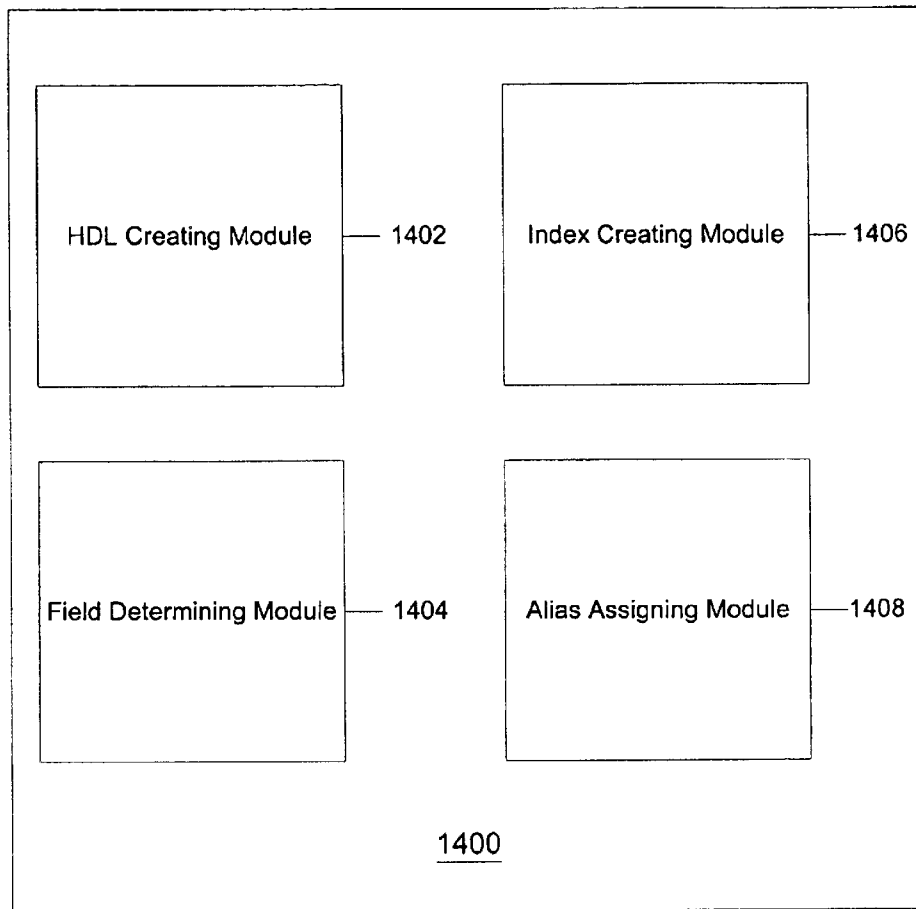 HDL Creating Module 1402
Index Creating Module 1406
Field Determining Module 1404
Alias Assigning Module 1408
1400